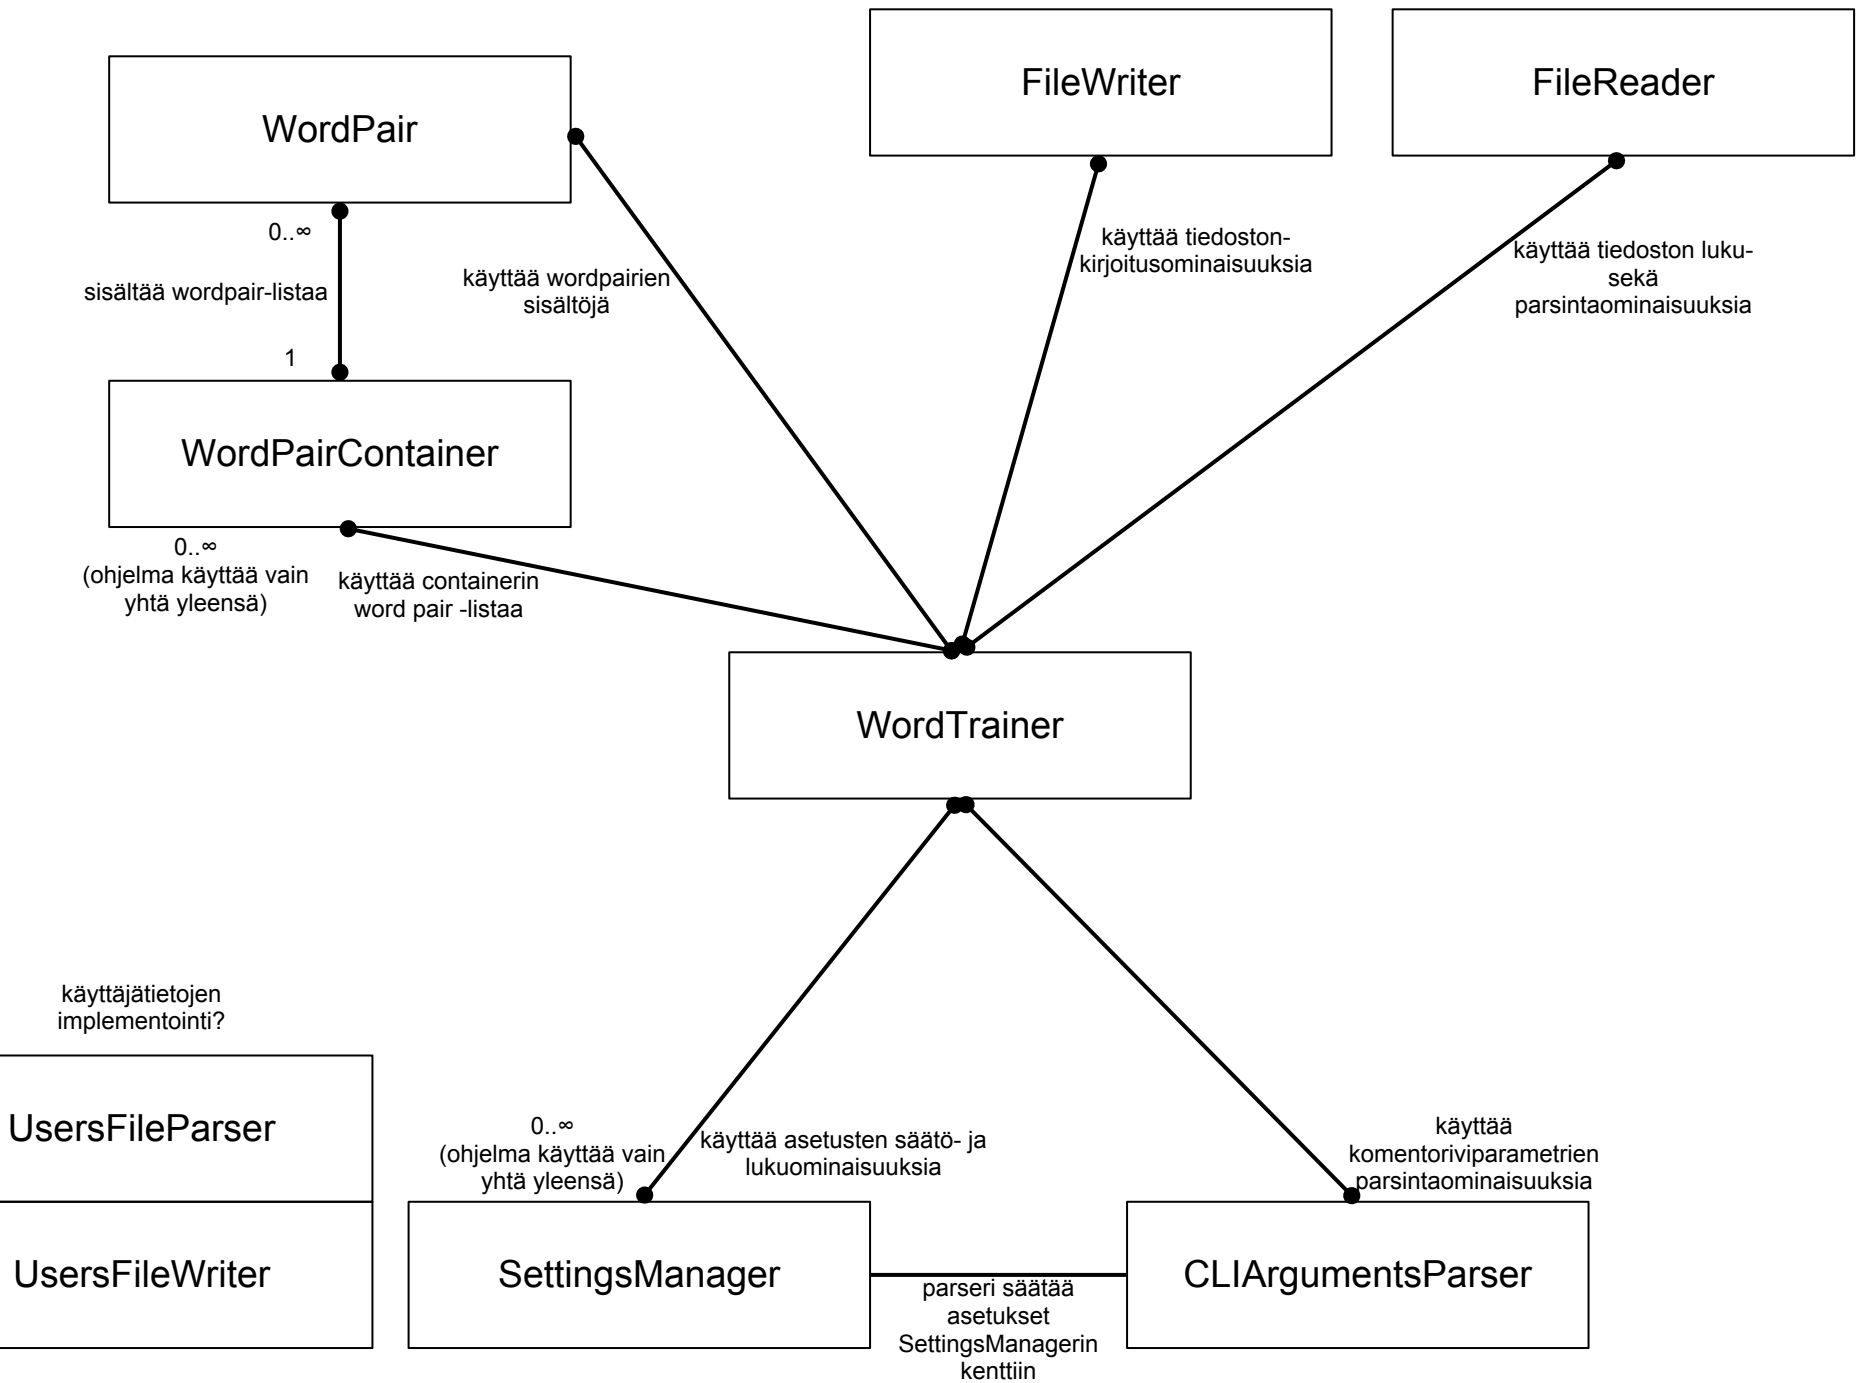 FileWriter
FileReader
WordPair
0..∞
sisältää wordpair-listaa
1
käyttää wordpairien
sisältöjä
käyttää tiedoston-
kirjoitusominaisuuksia
käyttää tiedoston luku-
sekä
parsintaominaisuuksia
WordPairContainer
0..∞
(ohjelma käyttää vain
yhtä yleensä)
käyttää containerin
word pair -listaa
WordTrainer
käyttäjätietojen
implementointi?
UsersFileParser
UsersFileWriter
0..∞
(ohjelma käyttää vain
yhtä yleensä)
käyttää asetusten säätö- ja
lukuominaisuuksia
käyttää
komentoriviparametrien
parsintaominaisuuksia
SettingsManager
parseri säätää
asetukset
SettingsManagerin
kenttiin
CLIArgumentsParser